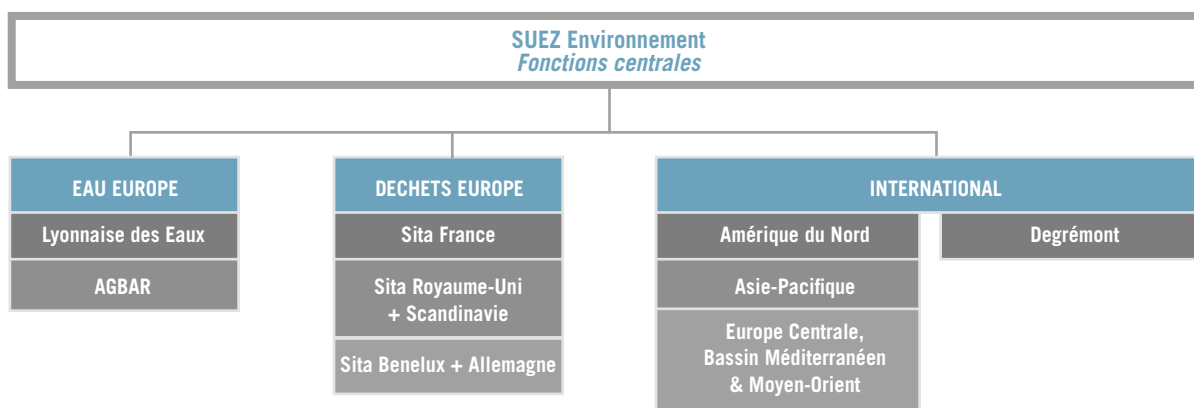 SUEZ Environnement
Fonctions centrales
EAU EUROPE
Lyonnaise des Eaux
AGBAR
DECHETS EUROPE
Sita France
Sita Royaume-Uni
+ Scandinavie
Sita Benelux + Allemagne
INTERNATIONAL
Amérique du Nord
Asie-Pacifique
Europe Centrale,
Bassin Méditerranéen
& Moyen-Orient
Degrémont